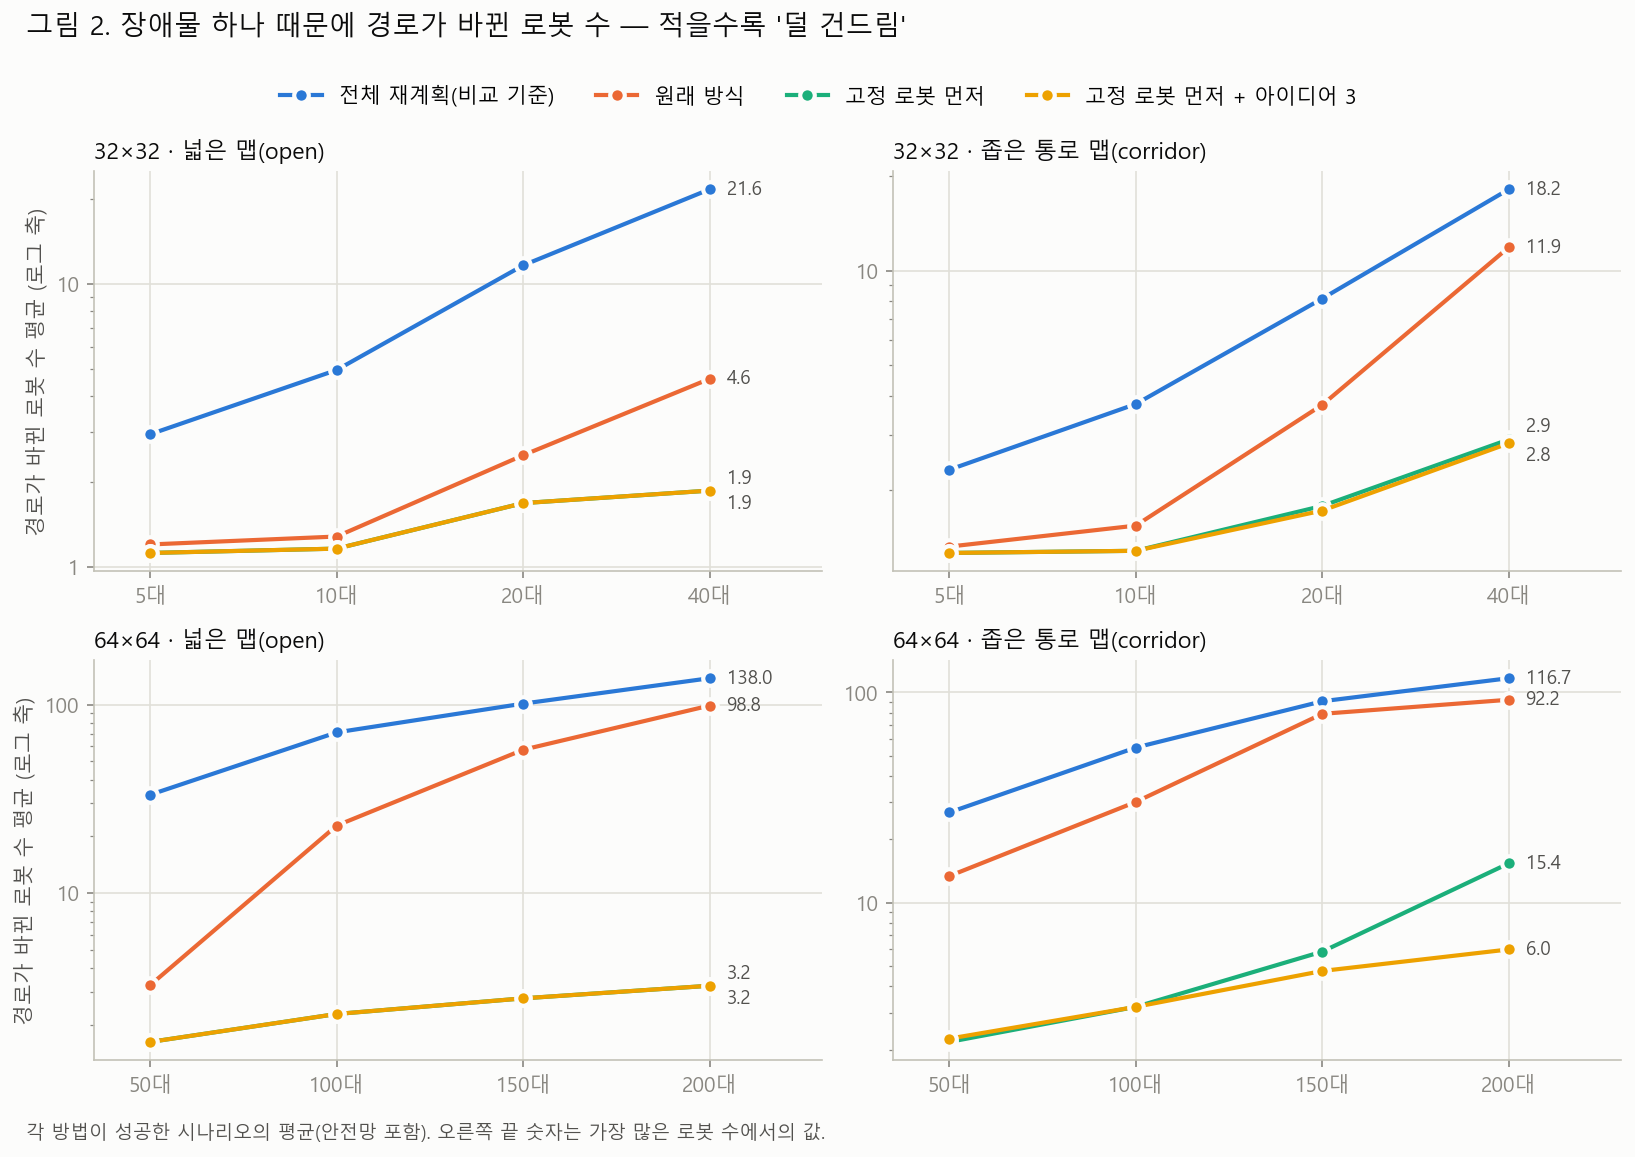 그림 2. 장애물 하나 때문에 경로가 바뀐 로봇 수 — 적을수록 '덜 건드림'
전체 재계획(비교 기준) 원래 방식 고정 로봇 먼저 고정 로봇 먼저 + 아이디어 3
32×32 · 넓은 맵(open)
경로가 바뀐 로봇 수 평균 (로그 축)
10
1
21.6
4.6
1.9
1.9
5대 10대 20대 40대
32×32 · 좁은 통로 맵(corridor)
10
18.2
11.9
2.9
2.8
5대 10대 20대 40대
64×64 · 넓은 맵(open)
경로가 바뀐 로봇 수 평균 (로그 축)
100
10
138.0
98.8
3.2
3.2
50대 100대 150대 200대
64×64 · 좁은 통로 맵(corridor)
100
10
116.7
92.2
15.4
6.0
50대 100대 150대 200대
각 방법이 성공한 시나리오의 평균(안전망 포함). 오른쪽 끝 숫자는 가장 많은 로봇 수에서의 값.